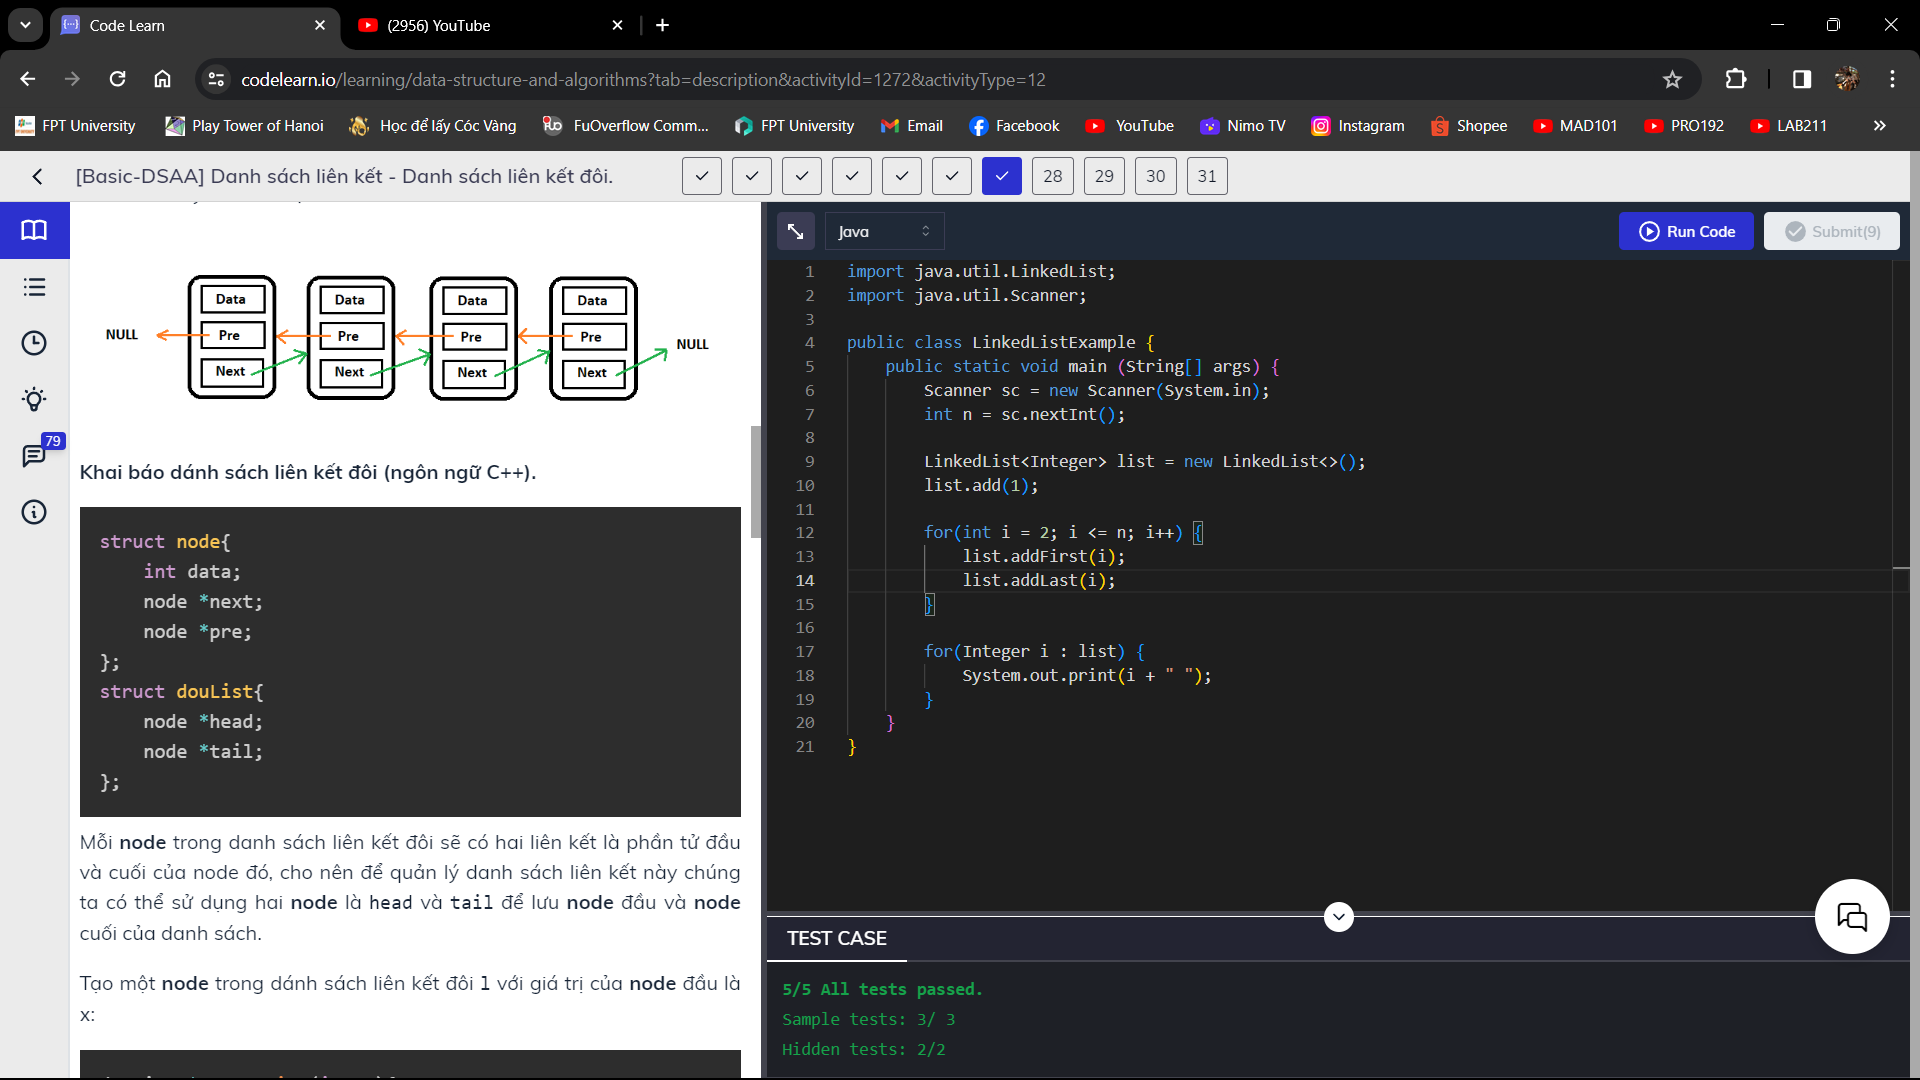 Code Learn
(2956) YouTube
codelearn.io/learning/data-structure-and-algorithms?tab=description&activityId=1272&activityType=12
FPT University
Play Tower of Hanoi
Học để lấy Cóc Vàng
FuOverflow Comm...
FPT University
Email
Facebook
YouTube
Nimo TV
Instagram
Shopee
MAD101
PRO192
LAB211
[Basic-DSAA] Danh sách liên kết - Danh sách liên kết đôi.
28
29
30
31
79
NULL
Data
Pre
Next
Data
Pre
Next
Data
Pre
Next
Data
Pre
Next
NULL
Khai báo dánh sách liên kết đôi (ngôn ngữ C++).
struct node{
int data;
node *next;
node *pre;
};
struct douList{
node *head;
node *tail;
};
Mỗi node trong danh sách liên kết đôi sẽ có hai liên kết là phần tử đầu
và cuối của node đó, cho nên để quản lý danh sách liên kết này chúng
ta có thể sử dụng hai node là head và tail để lưu node đầu và node
cuối của danh sách.
Tạo một node trong dánh sách liên kết đôi l với giá trị của node đầu là
x:
Java
Run Code
Submit(9)
1 import java.util.LinkedList;
2 import java.util.Scanner;
3
4 public class LinkedListExample {
5 public static void main (String[] args) {
6 Scanner sc = new Scanner(System.in);
7 int n = sc.nextInt();
8
9 LinkedList<Integer> list = new LinkedList<>();
10 list.add(1);
11
12 for(int i = 2; i <= n; i++) {
13 list.addFirst(i);
14 list.addLast(i);
15 }
16
17 for(Integer i : list) {
18 System.out.print(i + " ");
19 }
20 }
21 }
TEST CASE
5/5 All tests passed.
Sample tests: 3/ 3
Hidden tests: 2/2